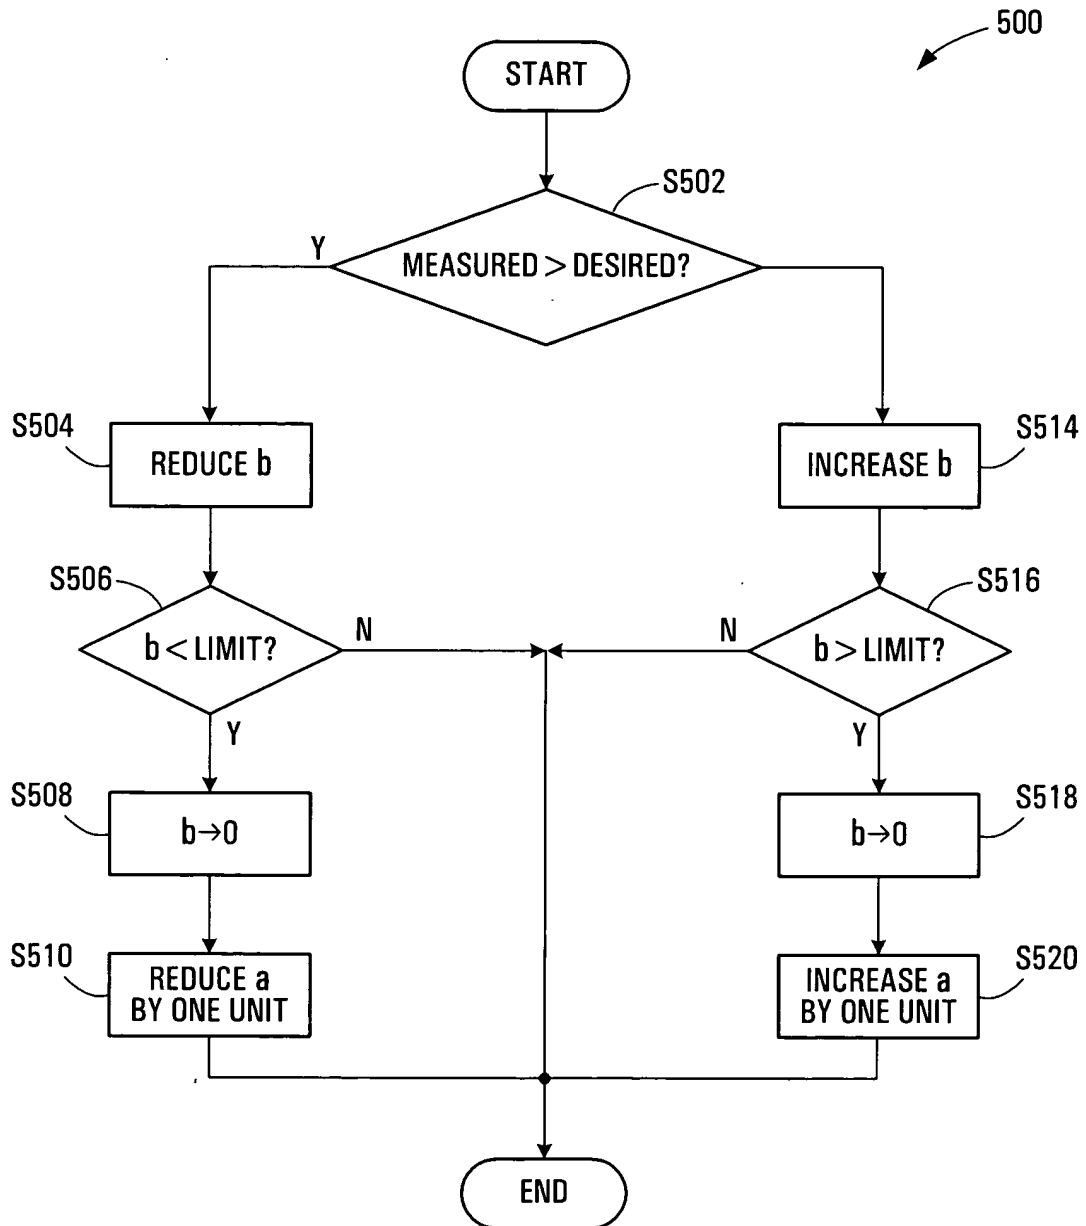 500
START
S502
Y
MEASURED > DESIRED?
S504
REDUCE b
S514
INCREASE b
S506
b < LIMIT?
N
Y
S516
b > LIMIT?
N
Y
S508
b→0
S518
b→0
S510
REDUCE a
BY ONE UNIT
S520
INCREASE a
BY ONE UNIT
END